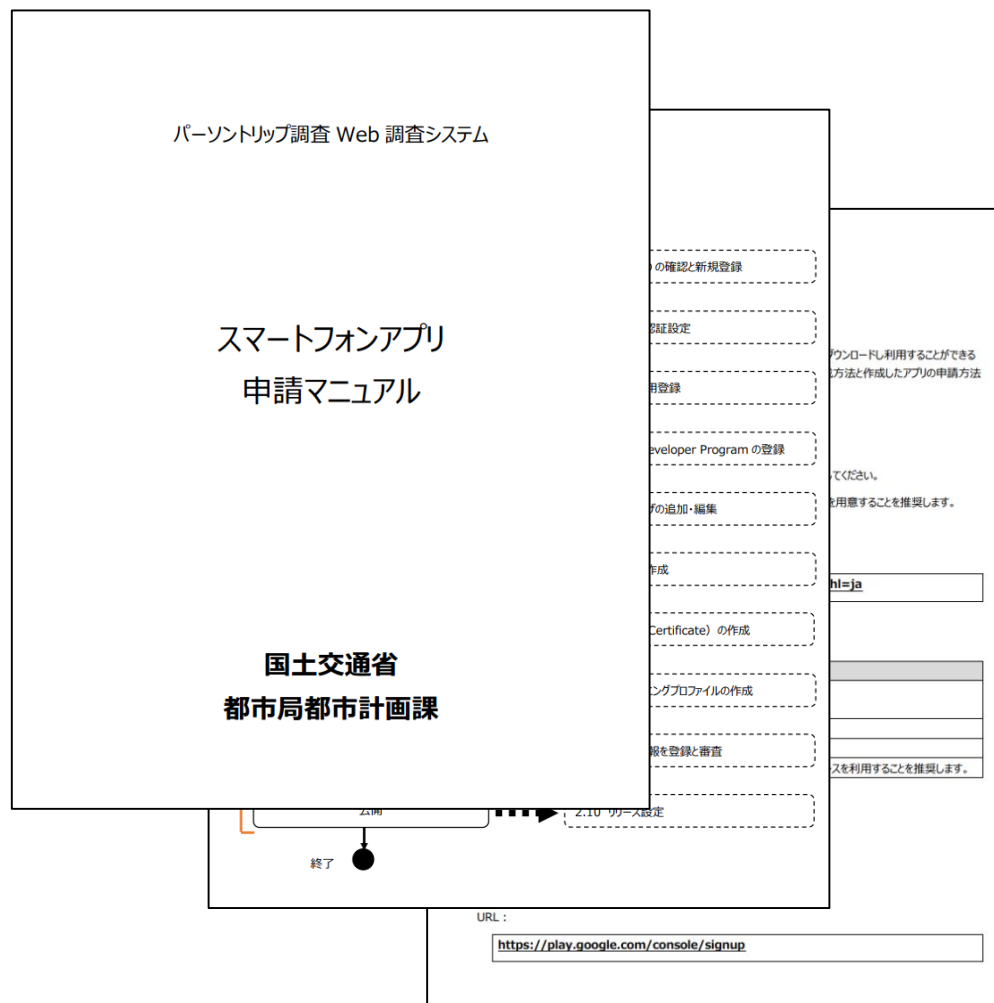 パーソントリップ調査 Web 調査システム
スマートフォンアプリ
申請マニュアル
国土交通省
都市局都市計画課
の確認と新規登録
認証設定
用登録
eveloper Program の登録
ザの追加・編集
作成
Certificate）の作成
ニングプロファイルの作成
報を登録と審査
公開
2.10 リリース設定
終了
ダウンロードし利用することができる
成方法と作成したアプリの申請方法
してください。
を用意することを推奨します。
hl=ja
スを利用することを推奨します。
URL：
https://play.google.com/console/signup